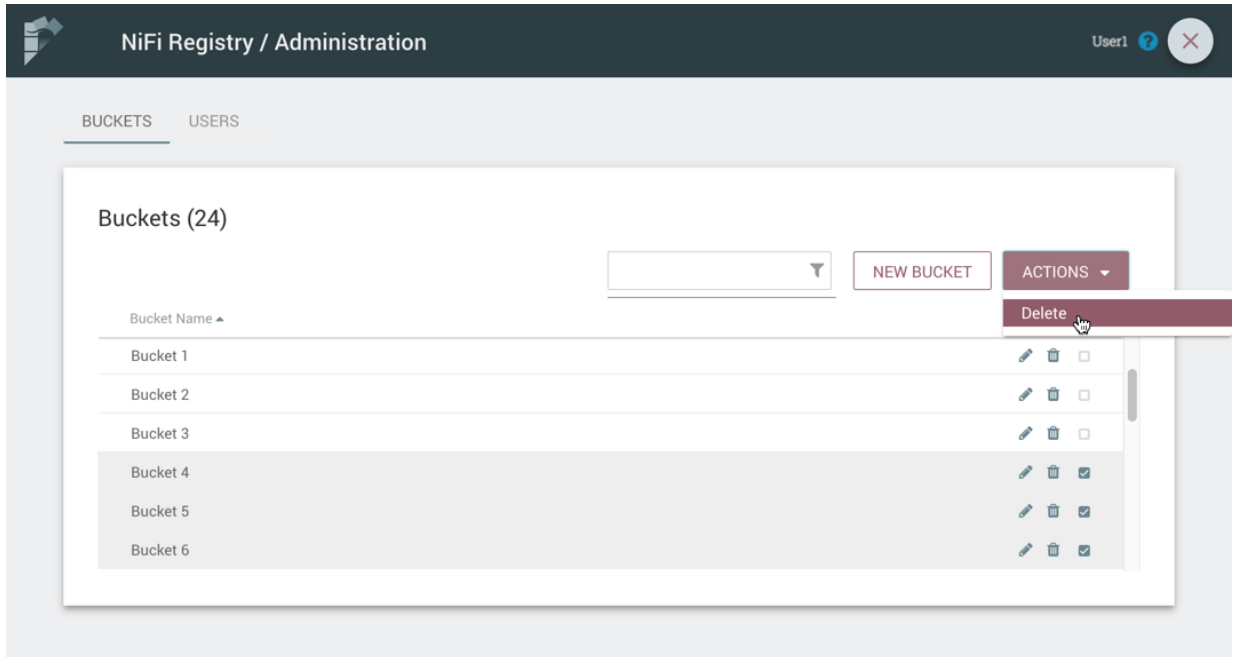 NiFi Registry / Administration
User1 ?
BUCKETS USERS
Buckets (24)
NEW BUCKET ACTIONS
Delete
Bucket Name
Bucket 1
Bucket 2
Bucket 3
Bucket 4
Bucket 5
Bucket 6